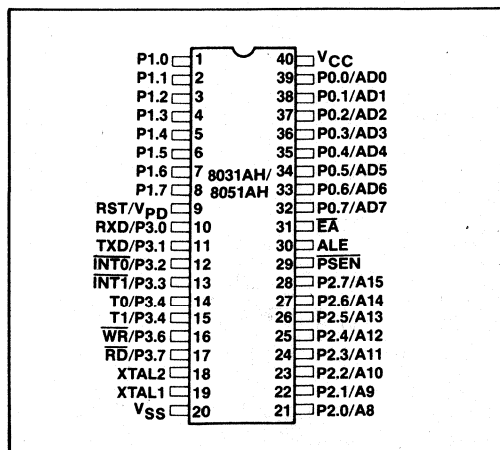 P1.0 1 40 VCC
P1.1 2 39 P0.0/AD0
P1.2 3 38 P0.1/AD1
P1.3 4 37 P0.2/AD2
P1.4 5 36 P0.3/AD3
P1.5 6 35 P0.4/AD4
P1.6 7 8031AH/ 34 P0.5/AD5
P1.7 8 8051AH 33 P0.6/AD6
RST/VPD 9 32 P0.7/AD7
RXD/P3.0 10 31 E̅A̅
TXD/P3.1 11 30 ALE
I̅N̅T̅0̅/P3.2 12 29 P̅S̅E̅N̅
I̅N̅T̅1̅/P3.3 13 28 P2.7/A15
T0/P3.4 14 27 P2.6/A14
T1/P3.4 15 26 P2.5/A13
W̅R̅/P3.6 16 25 P2.4/A12
R̅D̅/P3.7 17 24 P2.3/A11
XTAL2 18 23 P2.2/A10
XTAL1 19 22 P2.1/A9
VSS 20 21 P2.0/A8